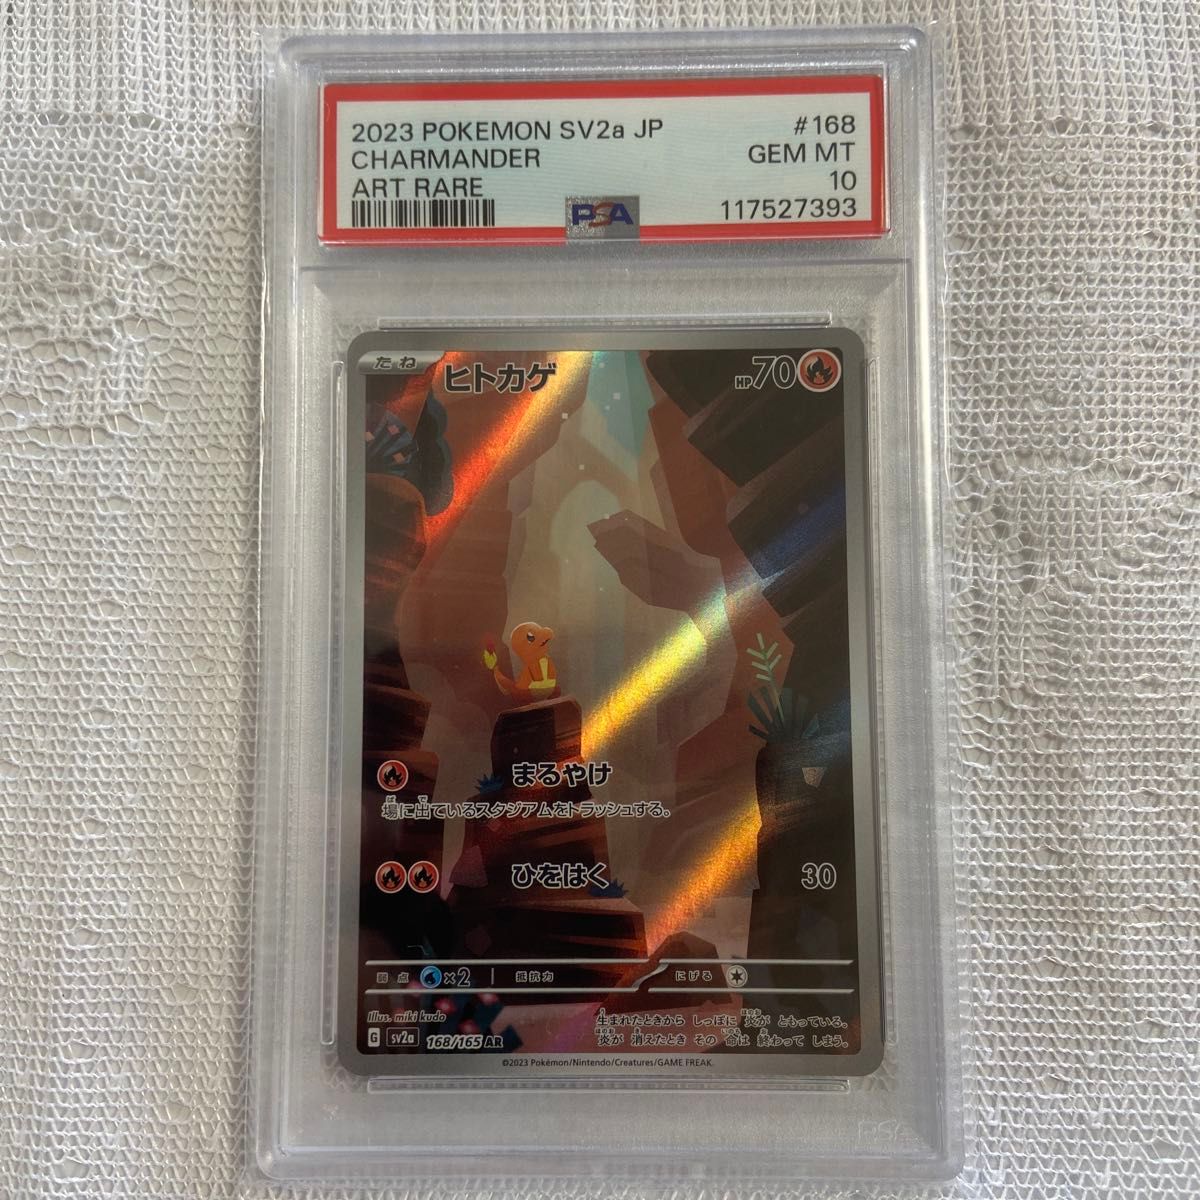 2023 POKEMON SV2a JP #168
CHARMANDER GEM MT
ART RARE 10
PSA 117527393
たね ヒトカゲ HP70
まるやけ
場に出ているスタジアムをトラッシュする。
ひをはく 30
弱点 ×2 抵抗力 にげる
Illus. miki kudo
G sv2a 168/165 AR
生まれたときから しっぽに 炎が ともっている。
炎が 消えたとき その 命は 終わって しまう。
©2023 Pokémon/Nintendo/Creatures/GAME FREAK.
PSA